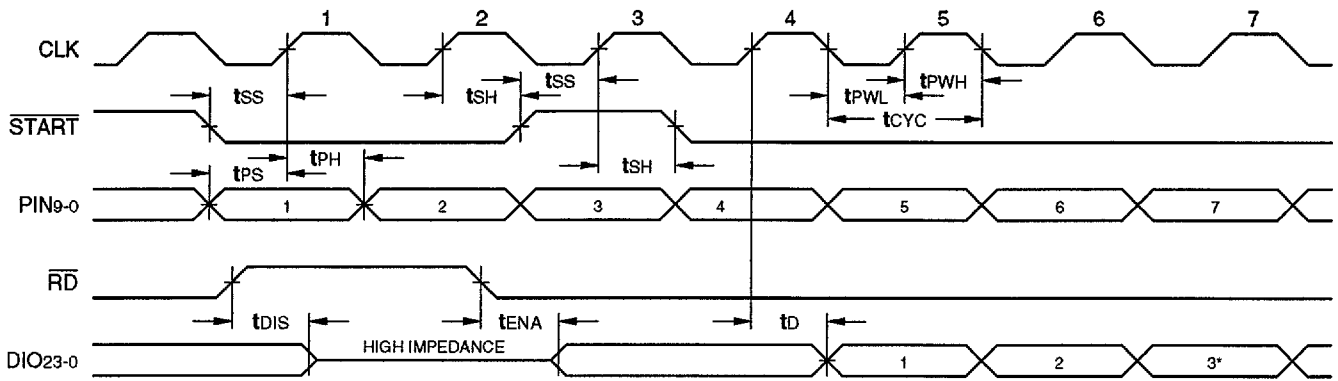 1 2 3 4 5 6 7
CLK
tSS tSH tSS tPWL tPWH
tCYC
START
tPS tPH tSH
PIN9-0 1 2 3 4 5 6 7
RD
tDIS tENA tD
DIO23-0 HIGH IMPEDANCE 1 2 3*